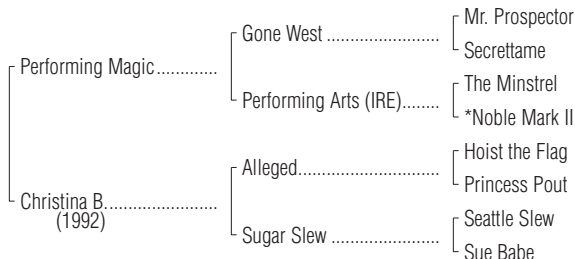 Mr. Prospector
Gone West ........................
Secrettame
Performing Magic.............
The Minstrel
Performing Arts (IRE)........
*Noble Mark II
Hoist the Flag
Alleged..............................
Princess Pout
Christina B.........................
(1992)
Seattle Slew
Sugar Slew .......................
Sue Babe